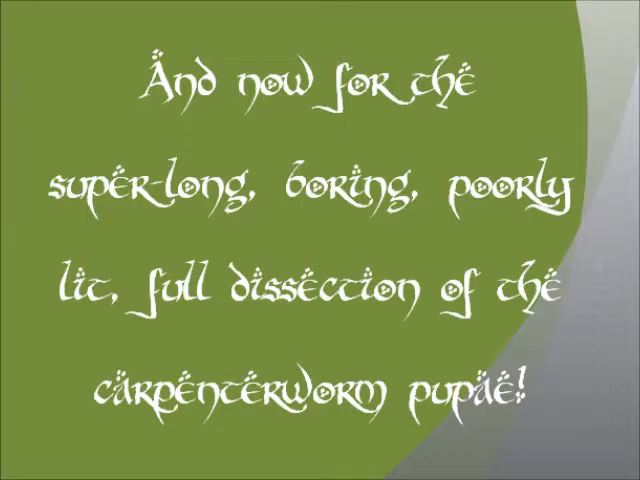 And now for the
super-long, boring, poorly
lit, full dissection of the
carpenterworm pupae!